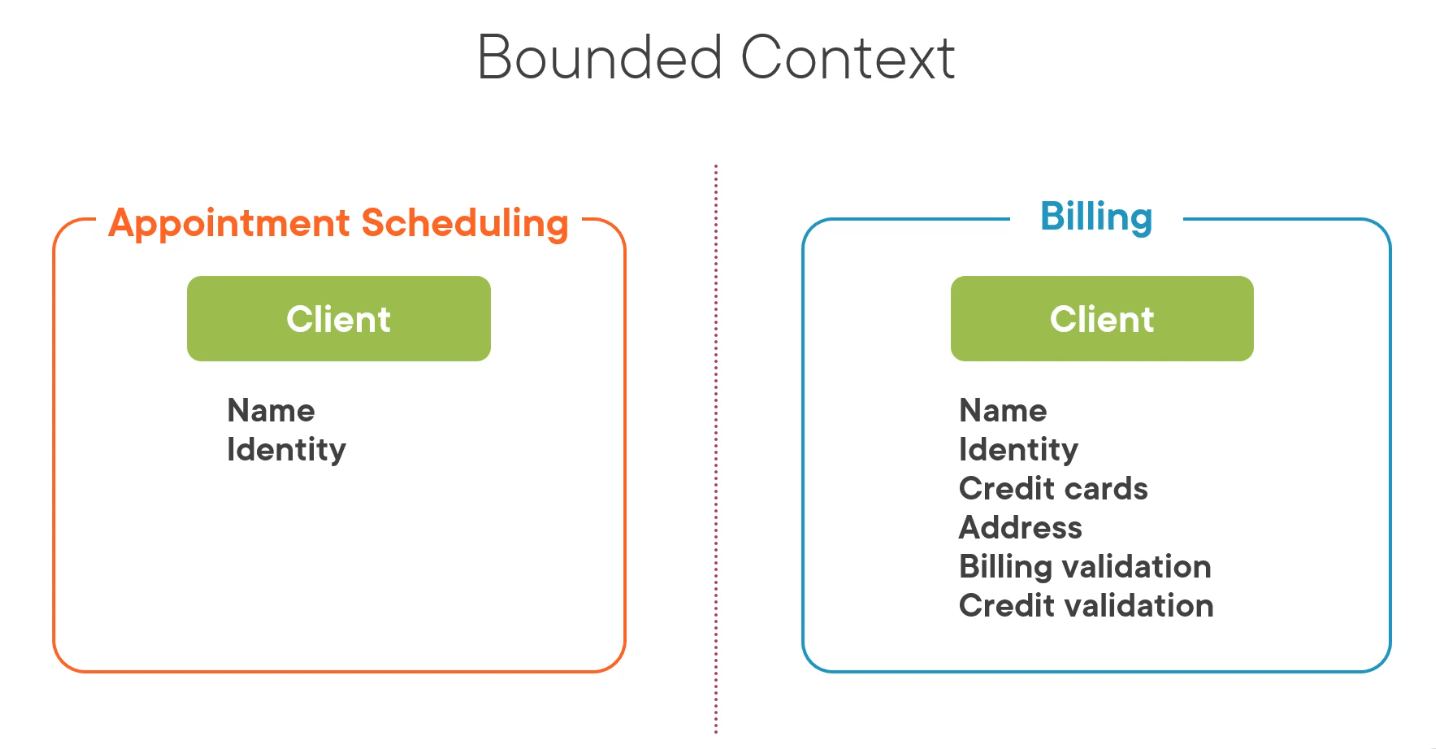 Bounded Context
Appointment Scheduling
Client
Name
Identity
Billing
Client
Name
Identity
Credit cards
Address
Billing validation
Credit validation